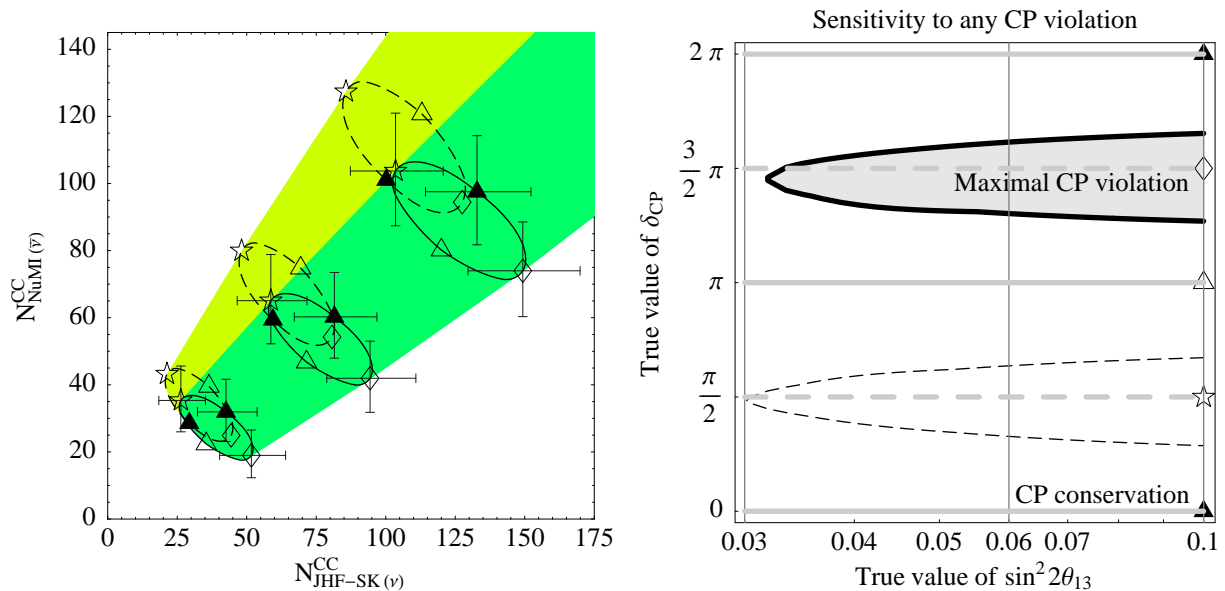 140
120
100
80
60
40
20
0
0 25 50 75 100 125 150 175
N^CC_NuMI(ν̄)
N^CC_JHF−SK(ν)
Sensitivity to any CP violation
2 π
3/2 π
π
π/2
0
True value of δ_CP
Maximal CP violation
CP conservation
0.03 0.04 0.05 0.06 0.07 0.1
True value of sin² 2θ₁₃